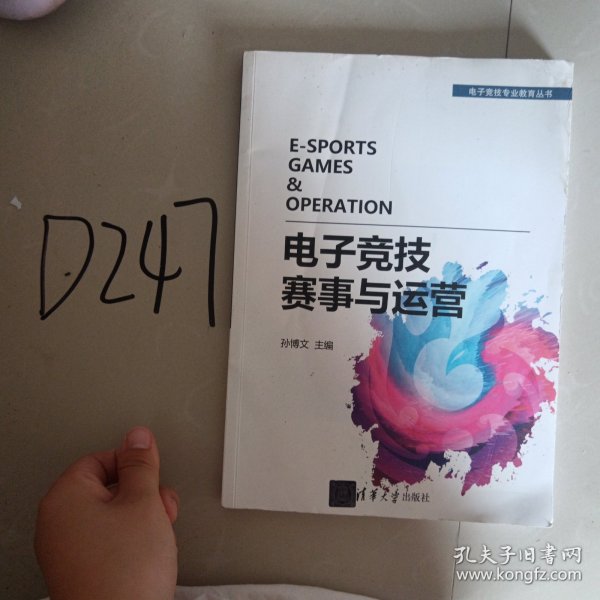 D247
电子竞技专业教育丛书
E-SPORTS
GAMES
&
OPERATION
电子竞技
赛事与运营
孙博文 主编
清华大学出版社
孔夫子旧书网
www.kongfz.com